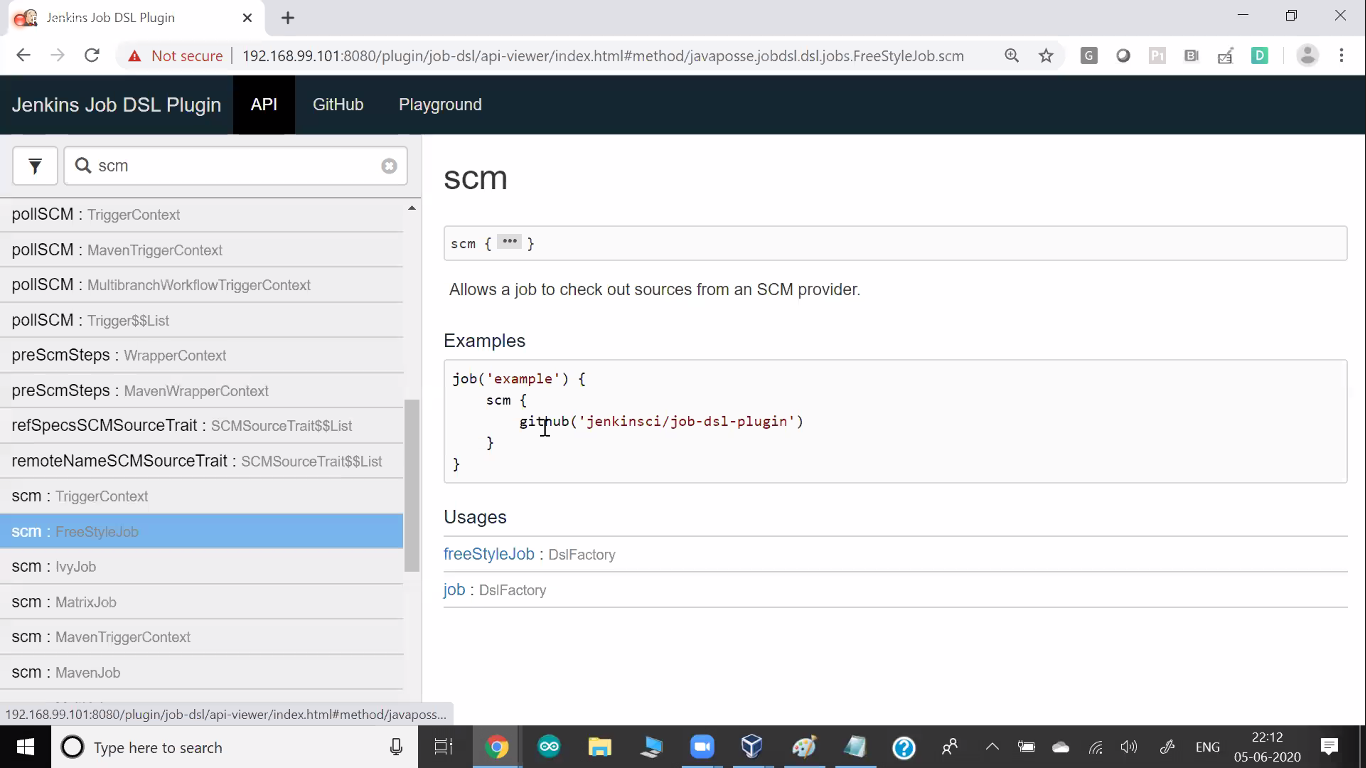 Jenkins Job DSL Plugin
Not secure
192.168.99.101:8080/plugin/job-dsl/api-viewer/index.html#method/javaposse.jobdsl.dsl.jobs.FreeStyleJob.scm
Jenkins Job DSL Plugin
API
GitHub
Playground
scm
pollSCM : TriggerContext
pollSCM : MavenTriggerContext
pollSCM : MultibranchWorkflowTriggerContext
pollSCM : Trigger$$List
preScmSteps : WrapperContext
preScmSteps : MavenWrapperContext
refSpecsSCMSourceTrait : SCMSourceTrait$$List
remoteNameSCMSourceTrait : SCMSourceTrait$$List
scm : TriggerContext
scm : FreeStyleJob
scm : IvyJob
scm : MatrixJob
scm : MavenTriggerContext
scm : MavenJob
192.168.99.101:8080/plugin/job-dsl/api-viewer/index.html#method/javaposs...
scm
scm { ••• }
Allows a job to check out sources from an SCM provider.
Examples
job('example') {
    scm {
        github('jenkinsci/job-dsl-plugin')
    }
}
Usages
freeStyleJob : DslFactory
job : DslFactory
Type here to search
ENG
22:12
05-06-2020